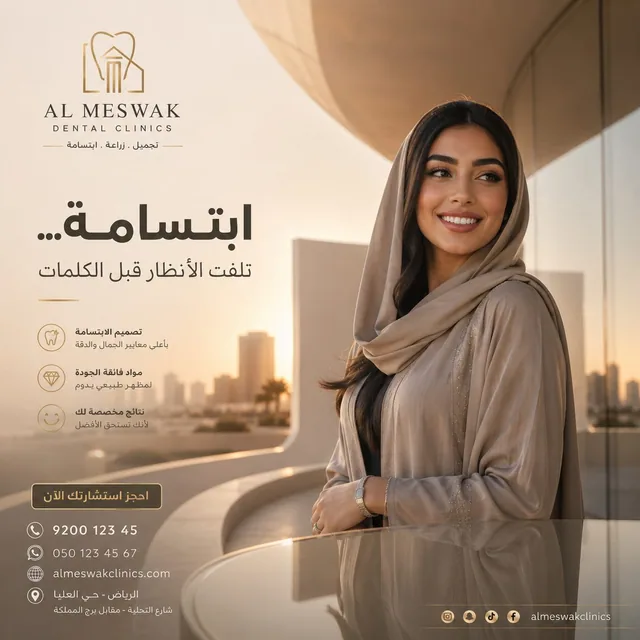 AL MESWAK
DENTAL CLINICS
تجميل . زراعة . ابتسامة
ابتسامة...
تلفت الأنظار قبل الكلمات
تصميم الابتسامة
بأعلى معايير الجمال والدقة
مواد فائقة الجودة
لمظهر طبيعي يدوم
نتائج مخصصة لك
لأنك تستحق الأفضل
احجز استشارتك الآن
9200 123 45
050 123 45 67
almeswakclinics.com
الرياض - حي العليا
شارع التحلية - مقابل برج المملكة
almeswakclinics